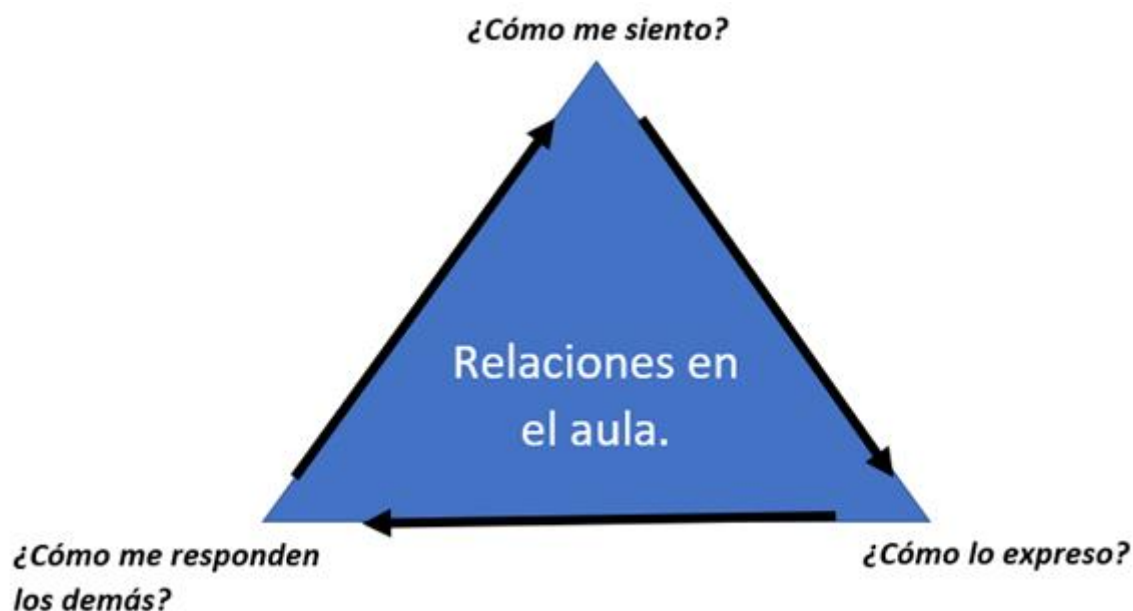 ¿Cómo me siento?
Relaciones en
el aula.
¿Cómo me responden
los demás?
¿Cómo lo expreso?